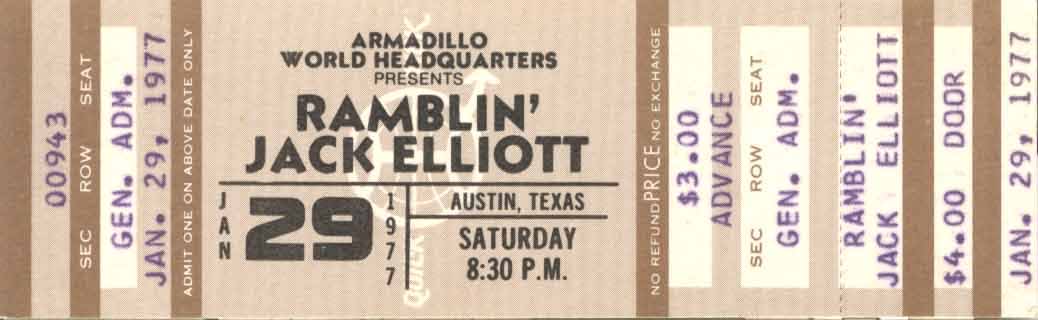 00943
SEC ROW SEAT
GEN. ADM.
JAN. 29, 1977
ADMIT ONE ON ABOVE DATE ONLY
ARMADILLO
WORLD HEADQUARTERS
PRESENTS
RAMBLIN'
JACK ELLIOTT
JAN
29
1977
AUSTIN, TEXAS
SATURDAY
8:30 P.M.
NO REFUND PRICE NO EXCHANGE
$3.00
ADVANCE
SEC ROW SEAT
GEN. ADM.
RAMBLIN'
JACK ELLIOTT
$4.00 DOOR
JAN. 29, 1977